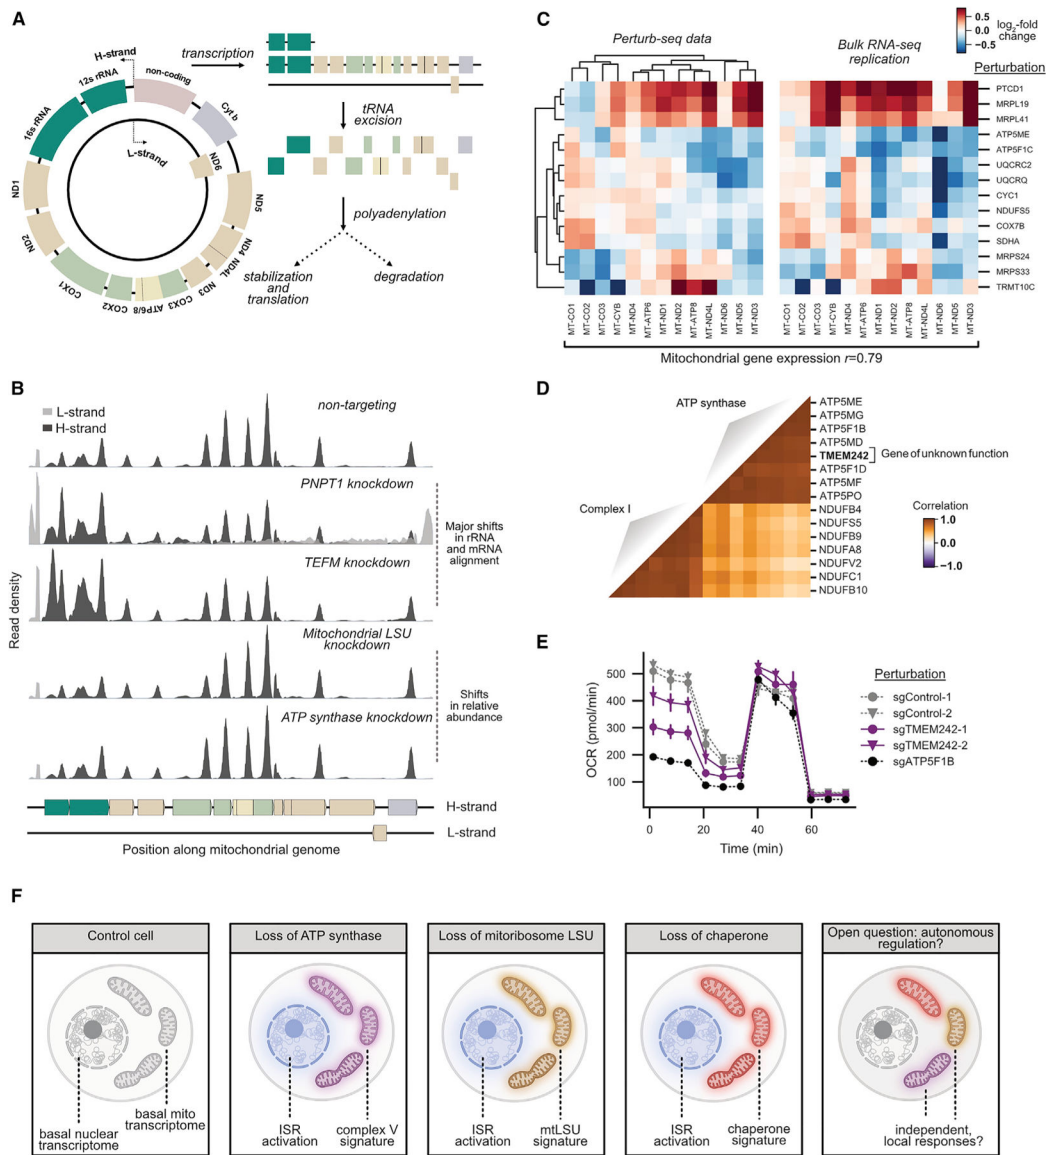 A
H-strand
12s rRNA
non-coding
16s rRNA
Cyt b
L-strand
ND6
ND1
ND5
ND2
ND4
ND4L
ND3
COX1
COX2
ATP6/8
COX3
transcription
tRNA
excision
polyadenylation
stabilization
and
translation
degradation
C
Perturb-seq data
Bulk RNA-seq
replication
0.5
0.0
−0.5
log2-fold
change
Perturbation
PTCD1
MRPL19
MRPL41
ATP5ME
ATP5F1C
UQCRC2
UQCRQ
CYC1
NDUFS5
COX7B
SDHA
MRPS24
MRPS33
TRMT10C
MT-CO1
MT-CO2
MT-CO3
MT-CYB
MT-ND4
MT-ATP6
MT-ND1
MT-ND2
MT-ATP8
MT-ND4L
MT-ND6
MT-ND5
MT-ND3
MT-CO1
MT-CO2
MT-CO3
MT-CYB
MT-ND4
MT-ATP6
MT-ND1
MT-ND2
MT-ATP8
MT-ND4L
MT-ND6
MT-ND5
MT-ND3
Mitochondrial gene expression r=0.79
B
L-strand
H-strand
non-targeting
PNPT1 knockdown
TEFM knockdown
Mitochondrial LSU
knockdown
ATP synthase knockdown
Major shifts
in rRNA
and mRNA
alignment
Shifts
in relative
abundance
Read density
H-strand
L-strand
Position along mitochondrial genome
D
ATP synthase
Complex I
ATP5ME
ATP5MG
ATP5F1B
ATP5MD
TMEM242
ATP5F1D
ATP5MF
ATP5PO
NDUFB4
NDUFS5
NDUFB9
NDUFA8
NDUFV2
NDUFC1
NDUFB10
Gene of unknown
function
Correlation
1.0
0.0
−1.0
E
OCR (pmol/min)
500
400
300
200
100
0
20
40
60
Time (min)
Perturbation
sgControl-1
sgControl-2
sgTMEM242-1
sgTMEM242-2
sgATP5F1B
F
Control cell
basal nuclear
transcriptome
basal mito
transcriptome
Loss of ATP synthase
ISR
activation
complex V
signature
Loss of mitoribosome LSU
ISR
activation
mtLSU
signature
Loss of chaperone
ISR
activation
chaperone
signature
Open question: autonomous
regulation?
independent,
local responses?